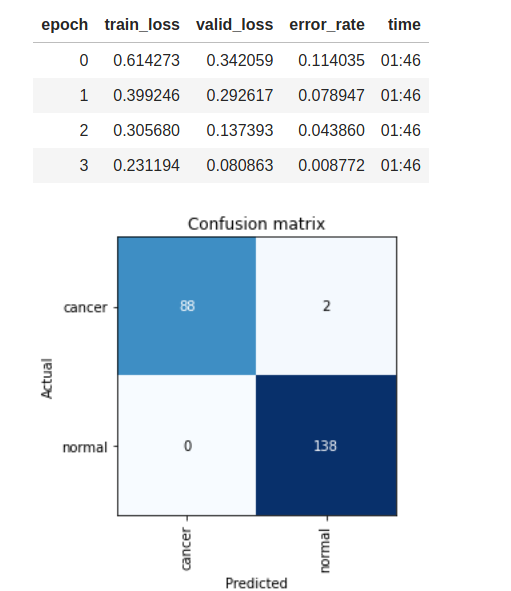 epoch train_loss valid_loss error_rate time
0 0.614273 0.342059 0.114035 01:46
1 0.399246 0.292617 0.078947 01:46
2 0.305680 0.137393 0.043860 01:46
3 0.231194 0.080863 0.008772 01:46
Confusion matrix
cancer 88 2
Actual
normal 0 138
cancer normal
Predicted